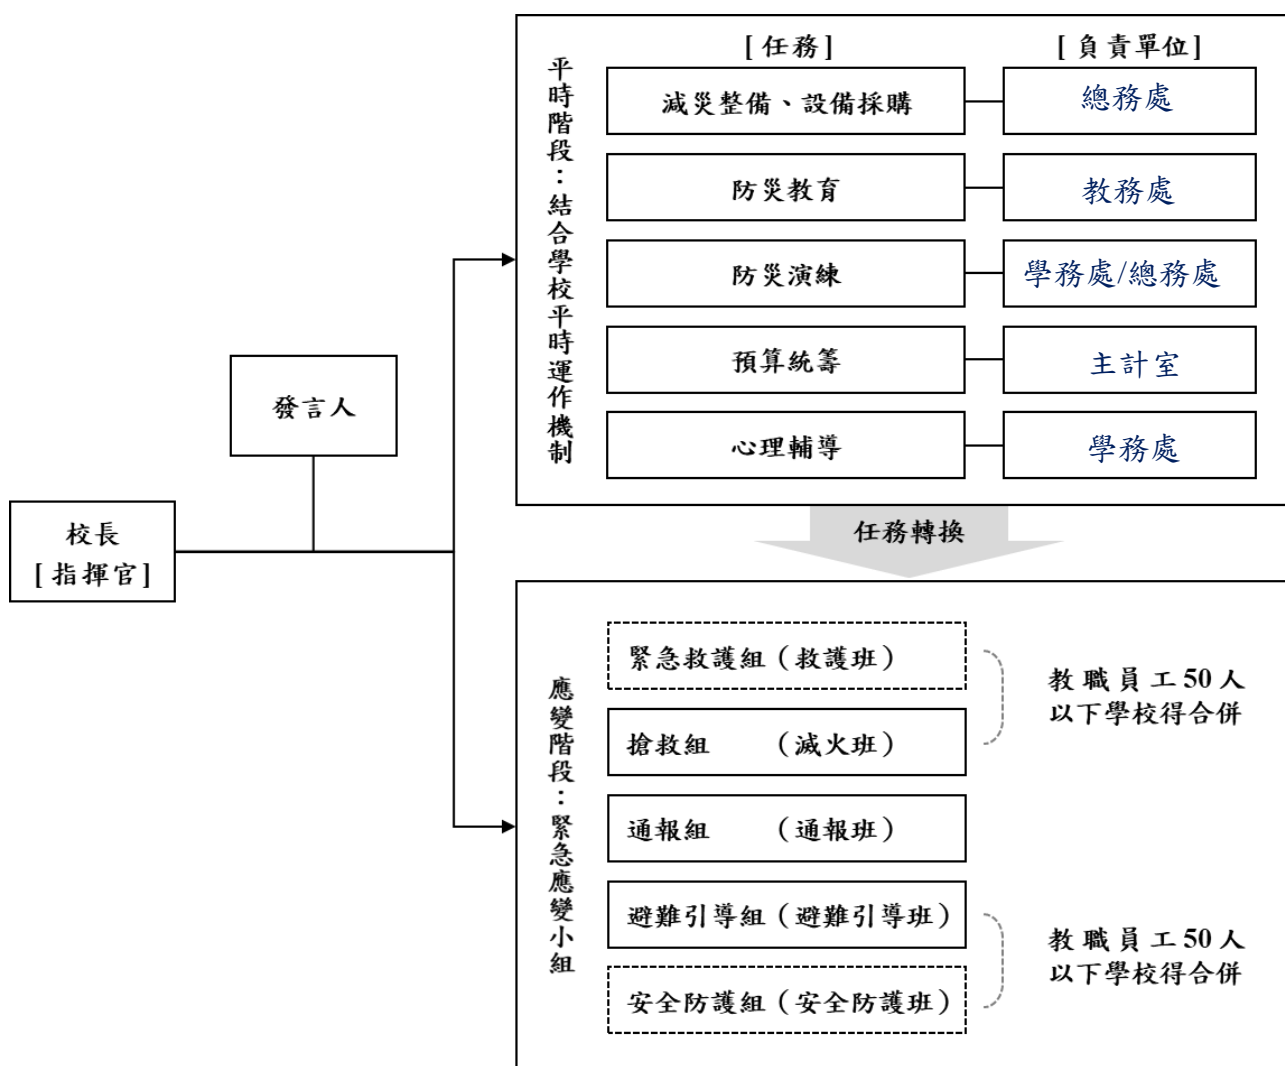 [任務]
[負責單位]
平時階段：結合學校平時運作機制
減災整備、設備採購
總務處
防災教育
教務處
防災演練
學務處/總務處
預算統籌
主計室
心理輔導
學務處
發言人
校長
[指揮官]
任務轉換
應變階段：緊急應變小組
緊急救護組（救護班）
搶救組（滅火班）
教職員工50人
以下學校得合併
通報組（通報班）
避難引導組（避難引導班）
安全防護組（安全防護班）
教職員工50人
以下學校得合併